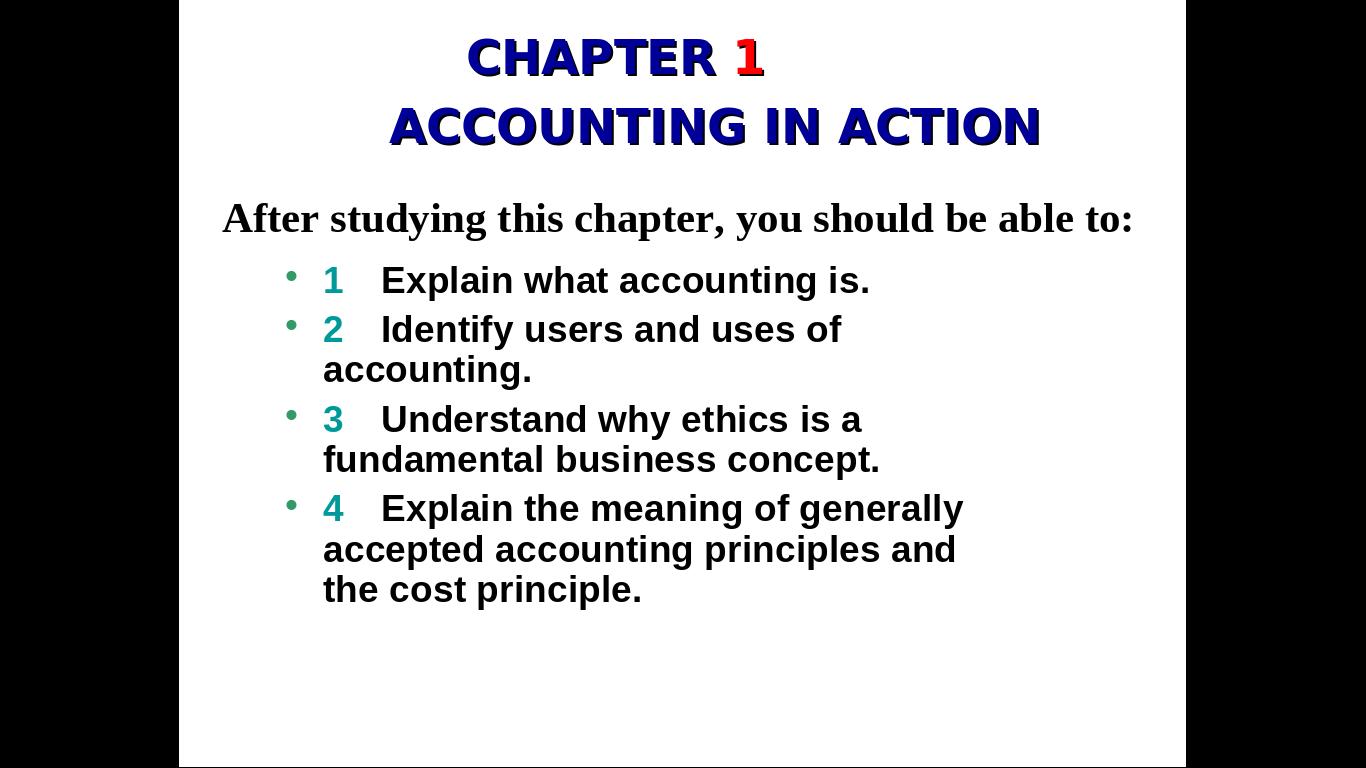 CHAPTER 1
ACCOUNTING IN ACTION
After studying this chapter, you should be able to:
• 1 Explain what accounting is.
• 2 Identify users and uses of
accounting.
• 3 Understand why ethics is a
fundamental business concept.
• 4 Explain the meaning of generally
accepted accounting principles and
the cost principle.